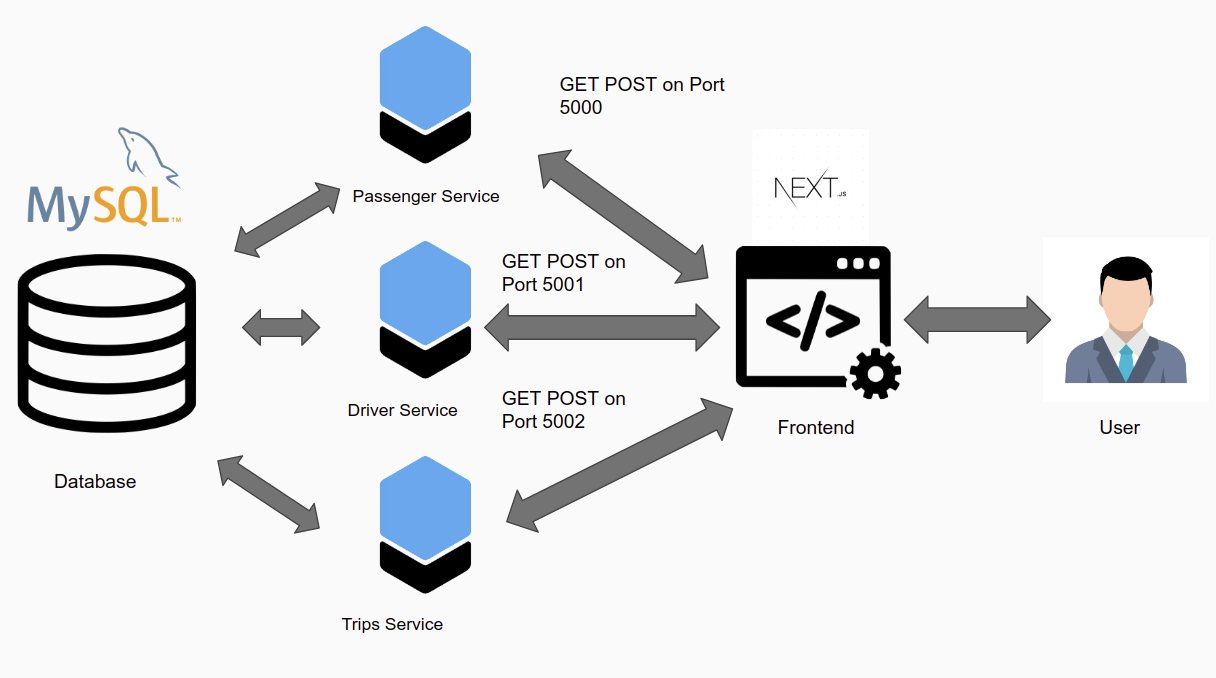 GET POST on Port
5000
MySQL™
NEXT.JS
Passenger Service
GET POST on
Port 5001
</>
Driver Service
GET POST on
Port 5002
Frontend
User
Database
Trips Service